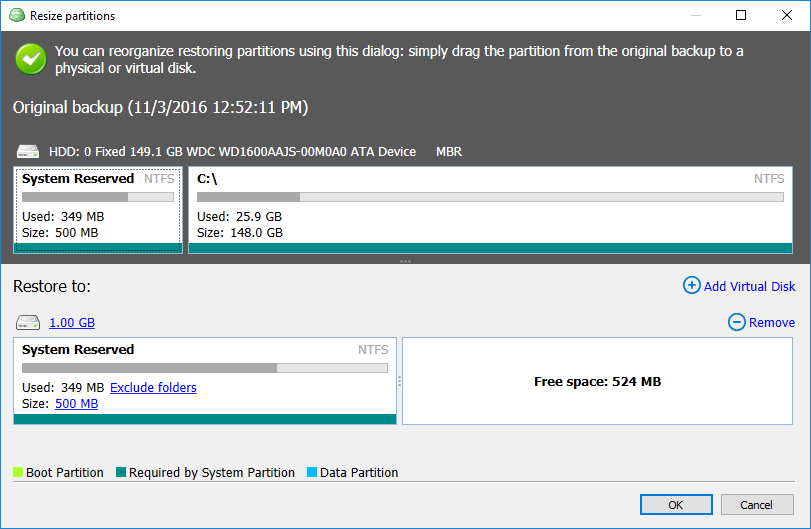 Resize partitions
You can reorganize restoring partitions using this dialog: simply drag the partition from the original backup to a
physical or virtual disk.
Original backup (11/3/2016 12:52:11 PM)
HDD: 0 Fixed 149.1 GB WDC WD1600AAJS-00M0A0 ATA Device MBR
System Reserved NTFS
Used: 349 MB
Size: 500 MB
C:\ NTFS
Used: 25.9 GB
Size: 148.0 GB
Restore to:
Add Virtual Disk
1.00 GB
Remove
System Reserved NTFS
Used: 349 MB Exclude folders
Size: 500 MB
Free space: 524 MB
Boot Partition Required by System Partition Data Partition
OK Cancel